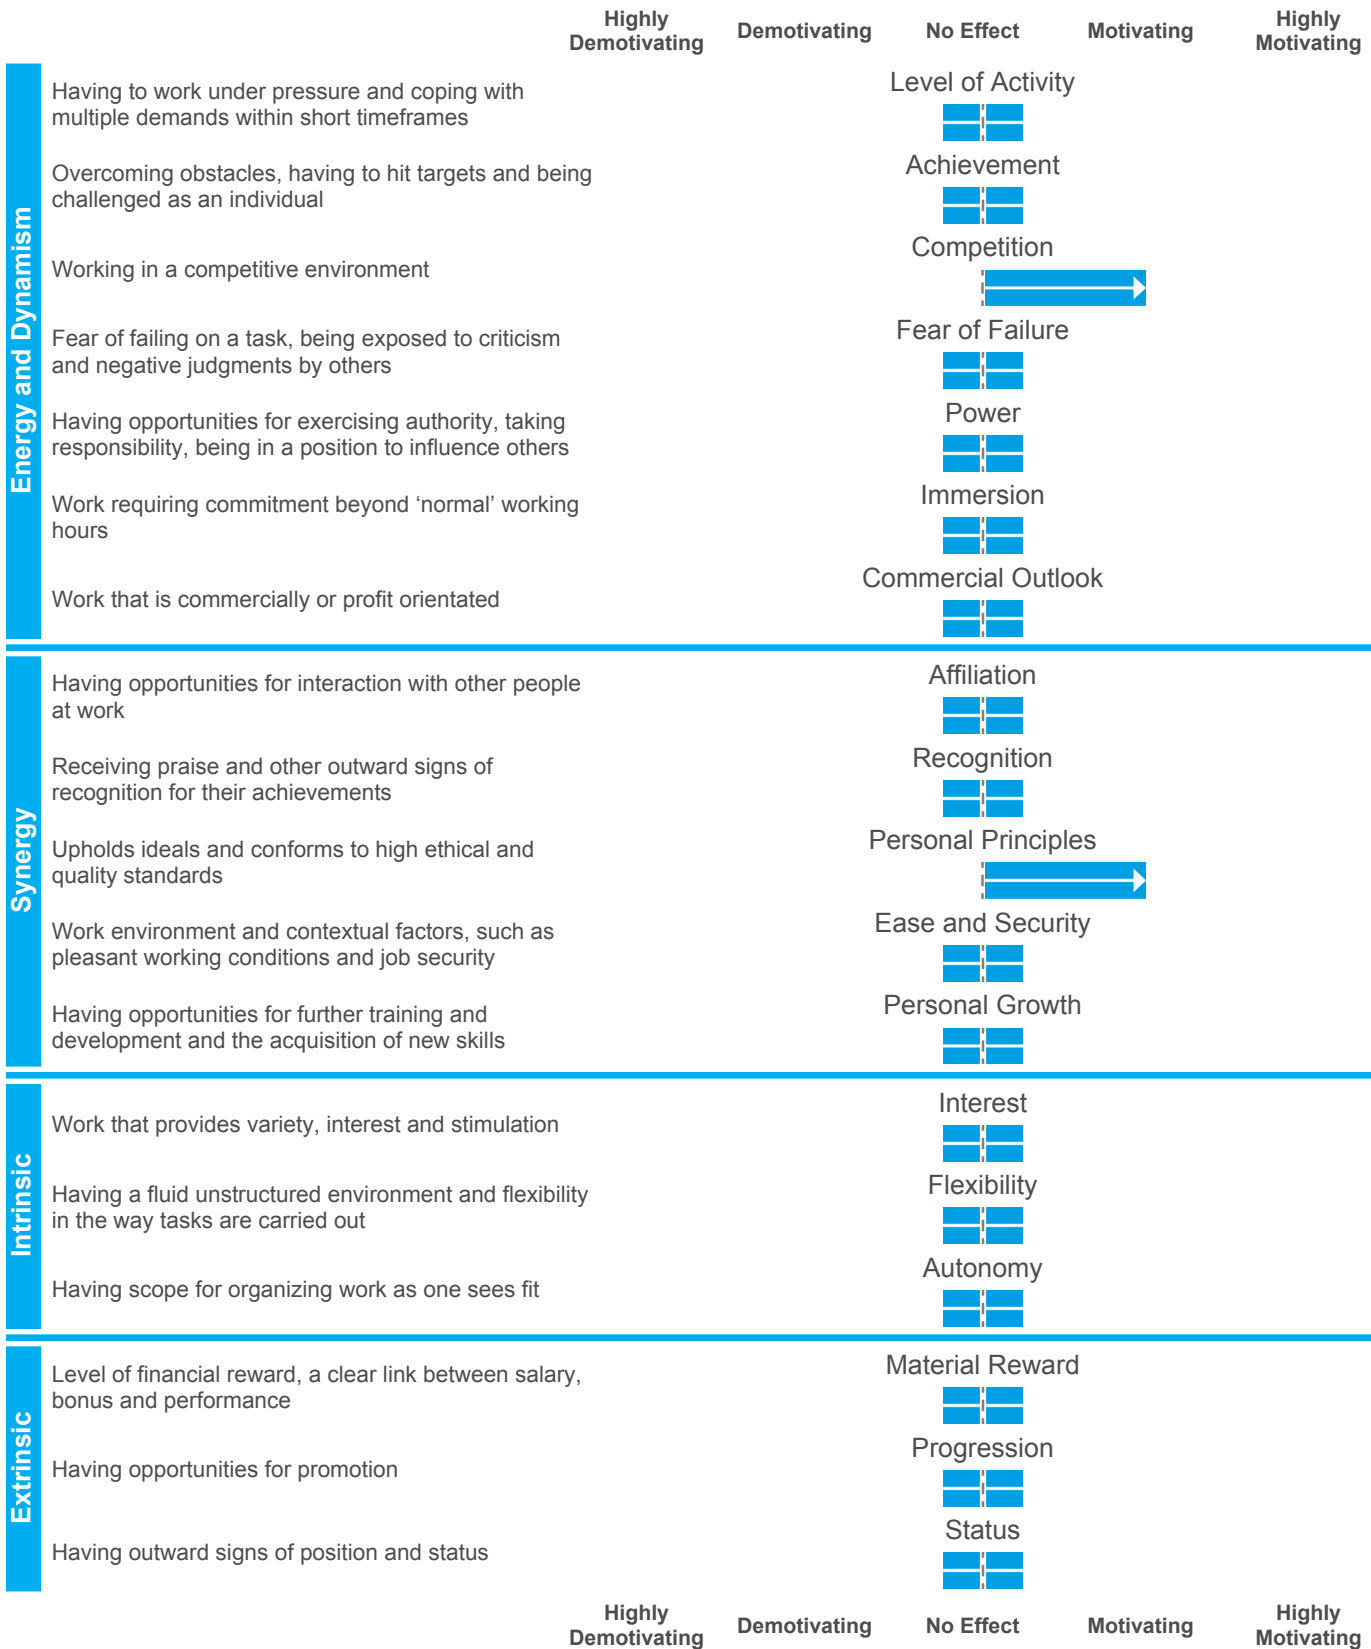 Highly Demotivating Demotivating No Effect Motivating Highly Motivating
Energy and Dynamism
Level of Activity
Having to work under pressure and coping with
multiple demands within short timeframes
Achievement
Overcoming obstacles, having to hit targets and being
challenged as an individual
Competition
Working in a competitive environment
Fear of Failure
Fear of failing on a task, being exposed to criticism
and negative judgments by others
Power
Having opportunities for exercising authority, taking
responsibility, being in a position to influence others
Immersion
Work requiring commitment beyond ‘normal’ working
hours
Commercial Outlook
Work that is commercially or profit orientated
Synergy
Affiliation
Having opportunities for interaction with other people
at work
Recognition
Receiving praise and other outward signs of
recognition for their achievements
Personal Principles
Upholds ideals and conforms to high ethical and
quality standards
Ease and Security
Work environment and contextual factors, such as
pleasant working conditions and job security
Personal Growth
Having opportunities for further training and
development and the acquisition of new skills
Intrinsic
Interest
Work that provides variety, interest and stimulation
Flexibility
Having a fluid unstructured environment and flexibility
in the way tasks are carried out
Autonomy
Having scope for organizing work as one sees fit
Extrinsic
Material Reward
Level of financial reward, a clear link between salary,
bonus and performance
Progression
Having opportunities for promotion
Status
Having outward signs of position and status
Highly Demotivating Demotivating No Effect Motivating Highly Motivating